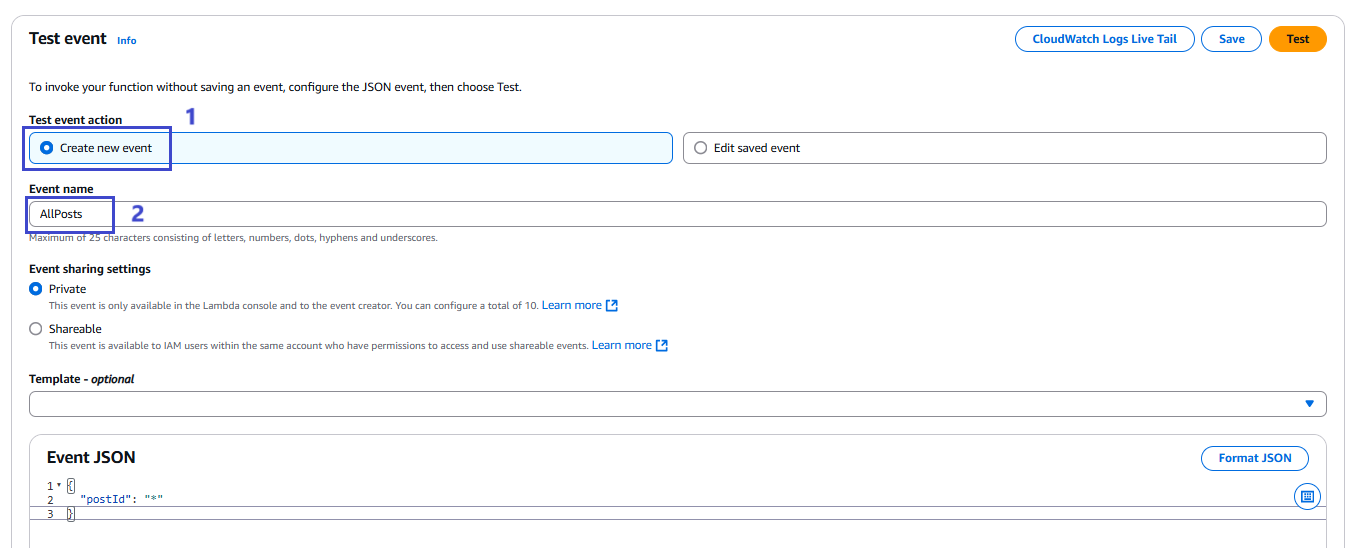 Test event Info CloudWatch Logs Live Tail Save Test
To invoke your function without saving an event, configure the JSON event, then choose Test.
Test event action 1
Create new event Edit saved event
Event name
AllPosts 2
Maximum of 25 characters consisting of letters, numbers, dots, hyphens and underscores.
Event sharing settings
Private
This event is only available in the Lambda console and to the event creator. You can configure a total of 10. Learn more
Shareable
This event is available to IAM users within the same account who have permissions to access and use shareable events. Learn more
Template - optional
Event JSON Format JSON
1 {
2 "postId": "*"
3 }